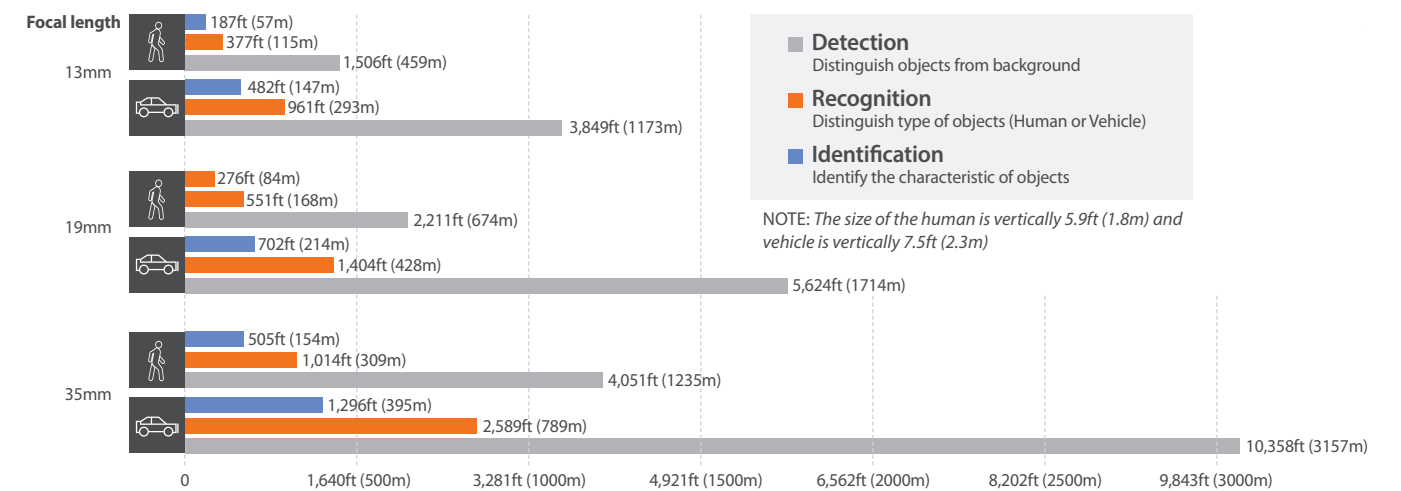 Focal length
187ft (57m)
377ft (115m)
1,506ft (459m)
13mm
482ft (147m)
961ft (293m)
3,849ft (1173m)
Detection
Distinguish objects from background
Recognition
Distinguish type of objects (Human or Vehicle)
Identification
Identify the characteristic of objects
NOTE: The size of the human is vertically 5.9ft (1.8m) and
vehicle is vertically 7.5ft (2.3m)
276ft (84m)
551ft (168m)
2,211ft (674m)
19mm
702ft (214m)
1,404ft (428m)
5,624ft (1714m)
505ft (154m)
1,014ft (309m)
4,051ft (1235m)
35mm
1,296ft (395m)
2,589ft (789m)
10,358ft (3157m)
0 1,640ft (500m) 3,281ft (1000m) 4,921ft (1500m) 6,562ft (2000m) 8,202ft (2500m) 9,843ft (3000m)